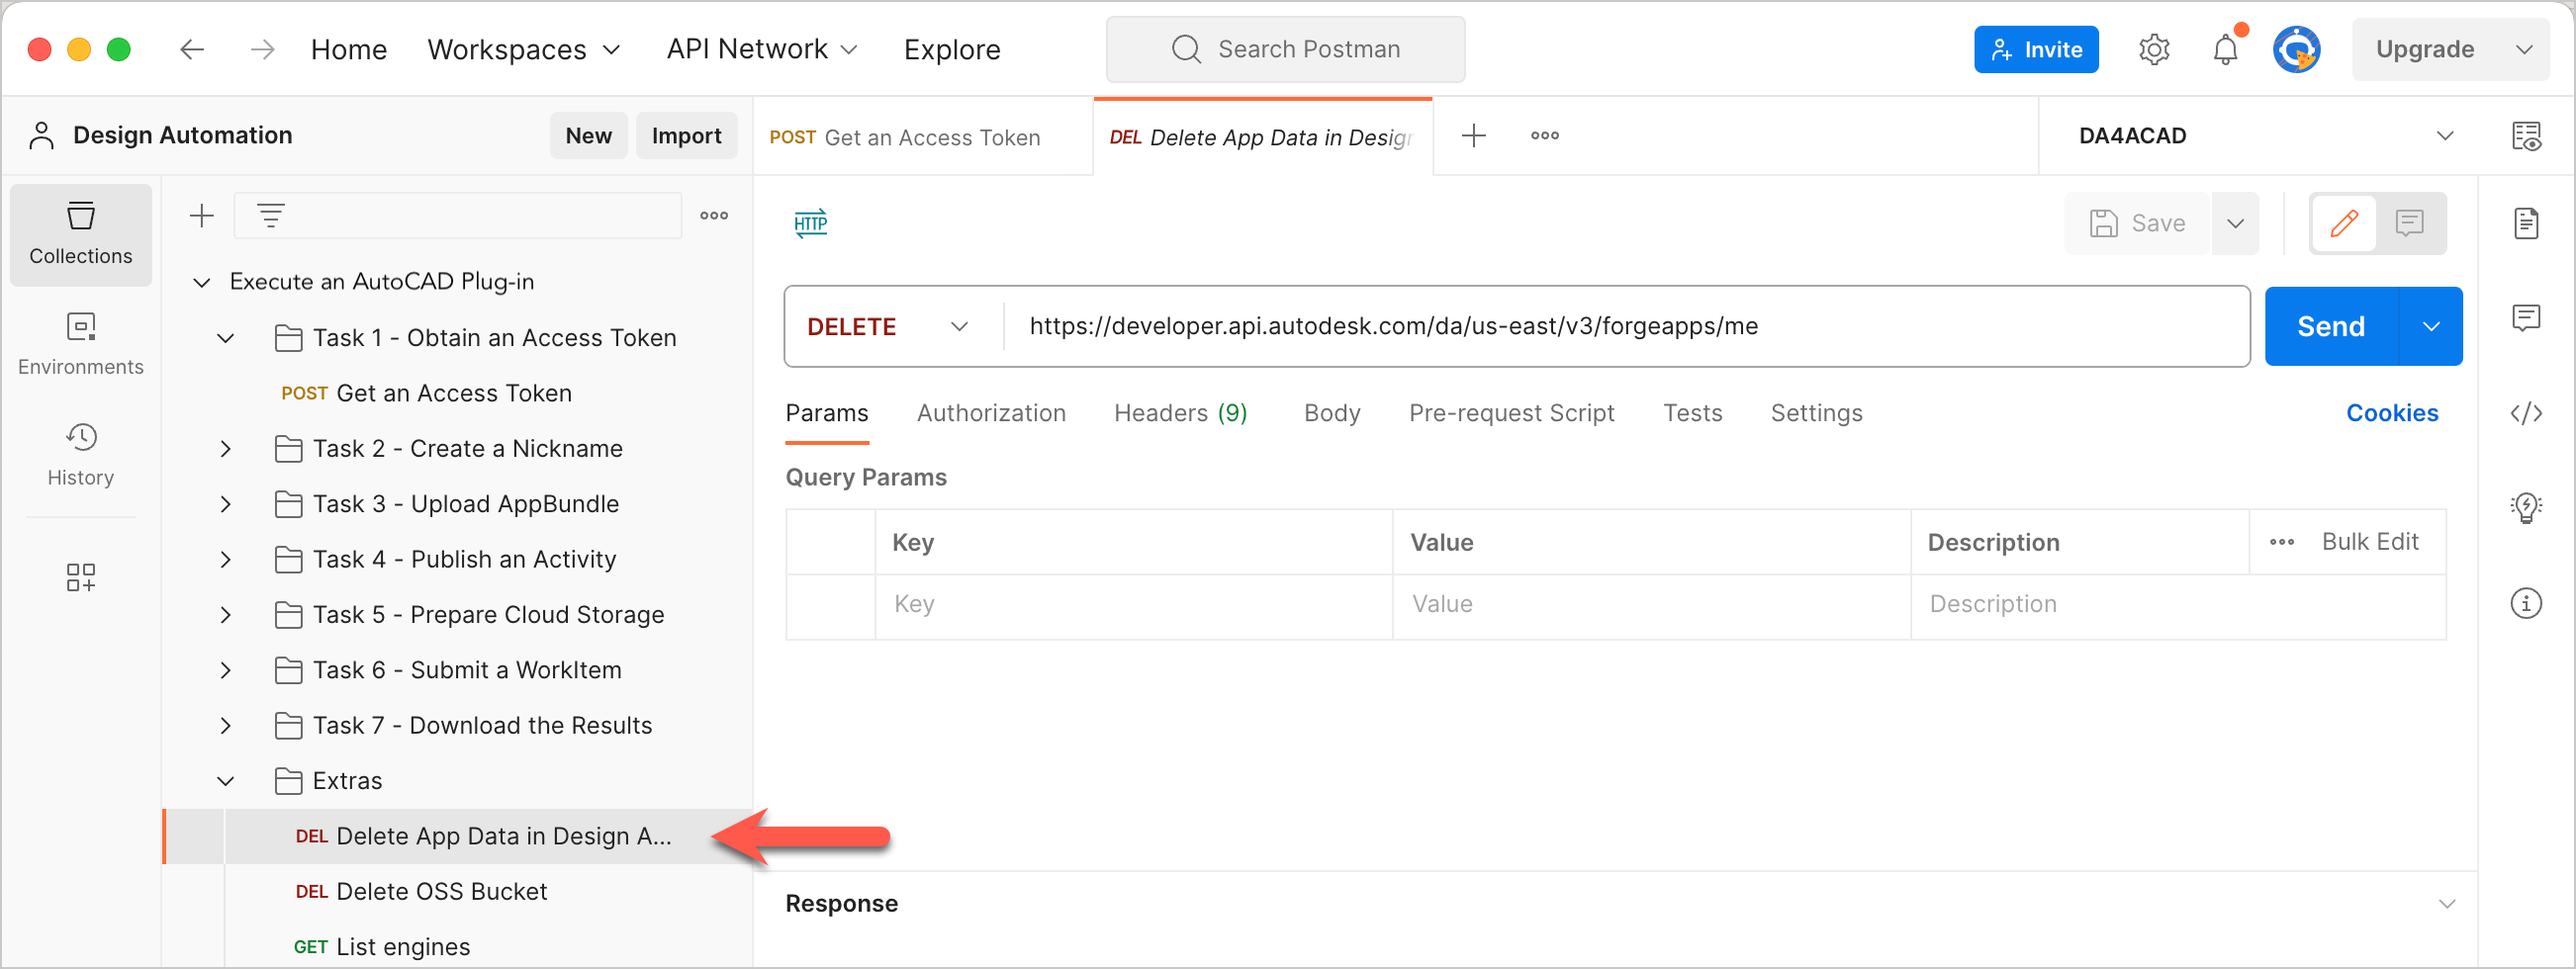 Home Workspaces API Network Explore Search Postman Invite Upgrade
Design Automation New Import
POST Get an Access Token DEL Delete App Data in Desig DA4ACAD
Collections
Environments
History
Execute an AutoCAD Plug-in
Task 1 - Obtain an Access Token
POST Get an Access Token
Task 2 - Create a Nickname
Task 3 - Upload AppBundle
Task 4 - Publish an Activity
Task 5 - Prepare Cloud Storage
Task 6 - Submit a WorkItem
Task 7 - Download the Results
Extras
DEL Delete App Data in Design A...
DEL Delete OSS Bucket
GET List engines
HTTP Save
DELETE https://developer.api.autodesk.com/da/us-east/v3/forgeapps/me Send
Params Authorization Headers (9) Body Pre-request Script Tests Settings Cookies
Query Params
Key Value Description Bulk Edit
Key Value Description
Response